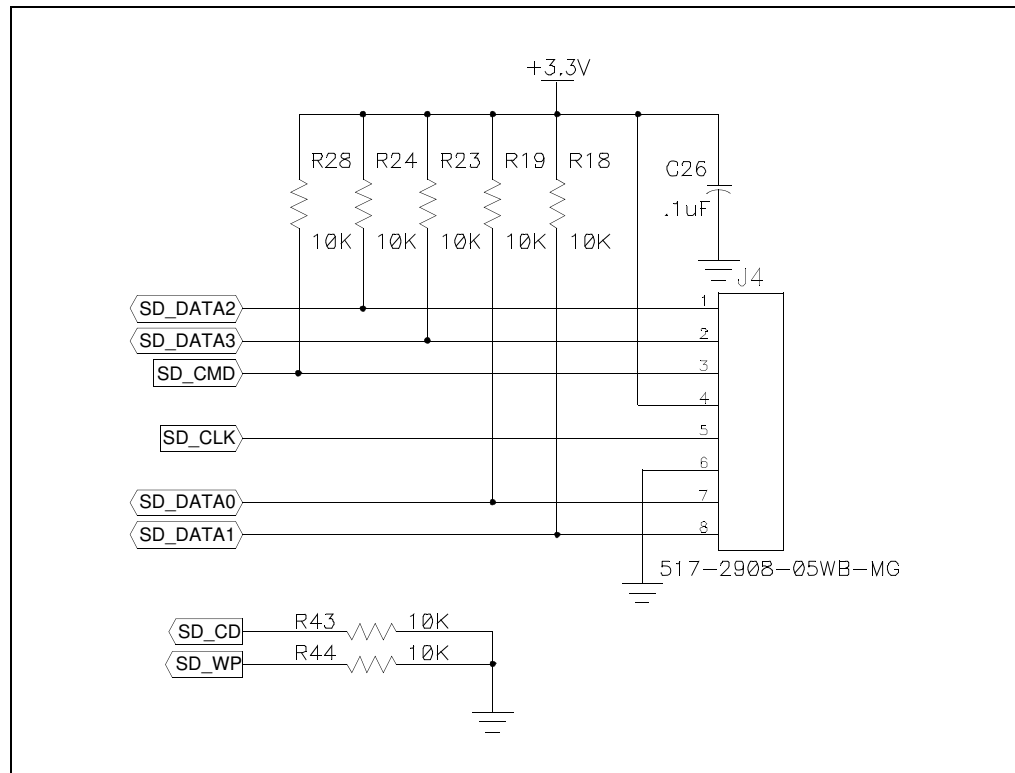 +3.3V
R28 R24 R23 R19 R18
C26
.1uF
10K 10K 10K 10K 10K
J4
SD_DATA2 1
SD_DATA3 2
SD_CMD 3
4
SD_CLK 5
6
SD_DATA0 7
SD_DATA1 8
517-2908-05WB-MG
SD_CD R43 10K
SD_WP R44 10K